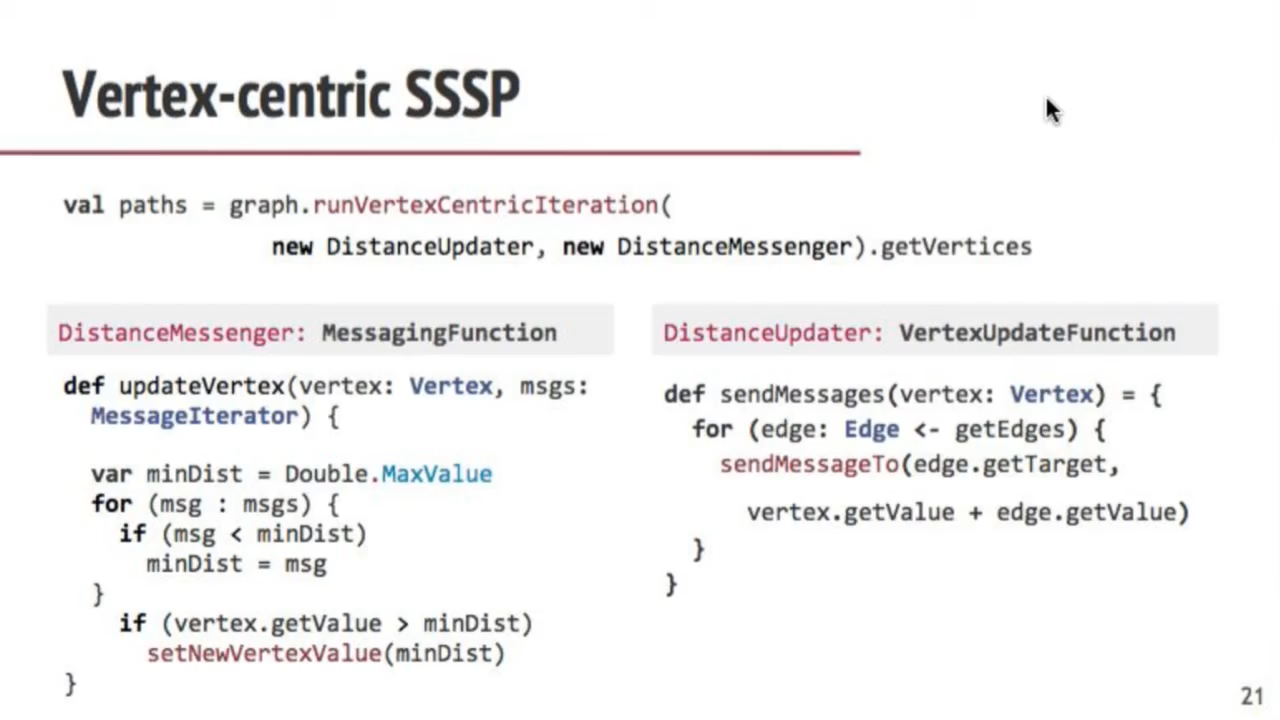 Vertex-centric SSSP
val paths = graph.runVertexCentricIteration(
new DistanceUpdater, new DistanceMessenger).getVertices
DistanceMessenger: MessagingFunction
def updateVertex(vertex: Vertex, msgs:
MessageIterator) {
var minDist = Double.MaxValue
for (msg : msgs) {
if (msg < minDist)
minDist = msg
}
if (vertex.getValue > minDist)
setNewVertexValue(minDist)
}
DistanceUpdater: VertexUpdateFunction
def sendMessages(vertex: Vertex) = {
for (edge: Edge <- getEdges) {
sendMessageTo(edge.getTarget,
vertex.getValue + edge.getValue)
}
}
21